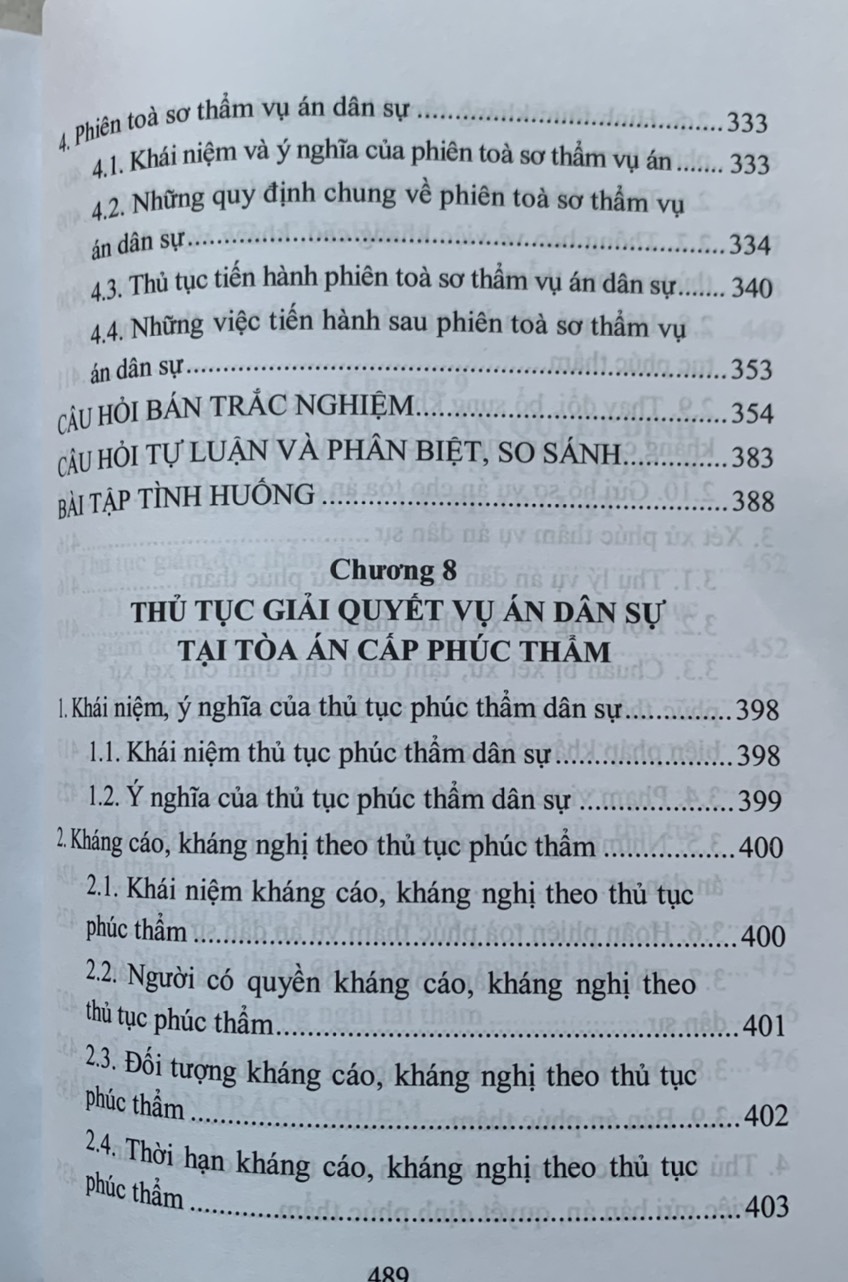 4. Phiên toà sơ thẩm vụ án dân sự ........................................333
4.1. Khái niệm và ý nghĩa của phiên toà sơ thẩm vụ án ....... 333
4.2. Những quy định chung về phiên toà sơ thẩm vụ
án dân sự......................................................................334
4.3. Thủ tục tiến hành phiên toà sơ thẩm vụ án dân sự....... 340
4.4. Những việc tiến hành sau phiên toà sơ thẩm vụ
án dân sự......................................................................353
CÂU HỎI BÁN TRẮC NGHIỆM........................................354
CÂU HỎI TỰ LUẬN VÀ PHÂN BIỆT, SO SÁNH.............383
BÀI TẬP TÌNH HUỐNG ....................................................388
Chương 8
THỦ TỤC GIẢI QUYẾT VỤ ÁN DÂN SỰ
TẠI TÒA ÁN CẤP PHÚC THẨM
1. Khái niệm, ý nghĩa của thủ tục phúc thẩm dân sự..............398
1.1. Khái niệm thủ tục phúc thẩm dân sự.......................398
1.2. Ý nghĩa của thủ tục phúc thẩm dân sự ....................399
2. Kháng cáo, kháng nghị theo thủ tục phúc thẩm .................400
2.1. Khái niệm kháng cáo, kháng nghị theo thủ tục
phúc thẩm ......................................................................400
2.2. Người có quyền kháng cáo, kháng nghị theo
thủ tục phúc thẩm............................................................401
2.3. Đối tượng kháng cáo, kháng nghị theo thủ tục
phúc thẩm ......................................................................402
2.4. Thời hạn kháng cáo, kháng nghị theo thủ tục
phúc thẩm ......................................................................403
489